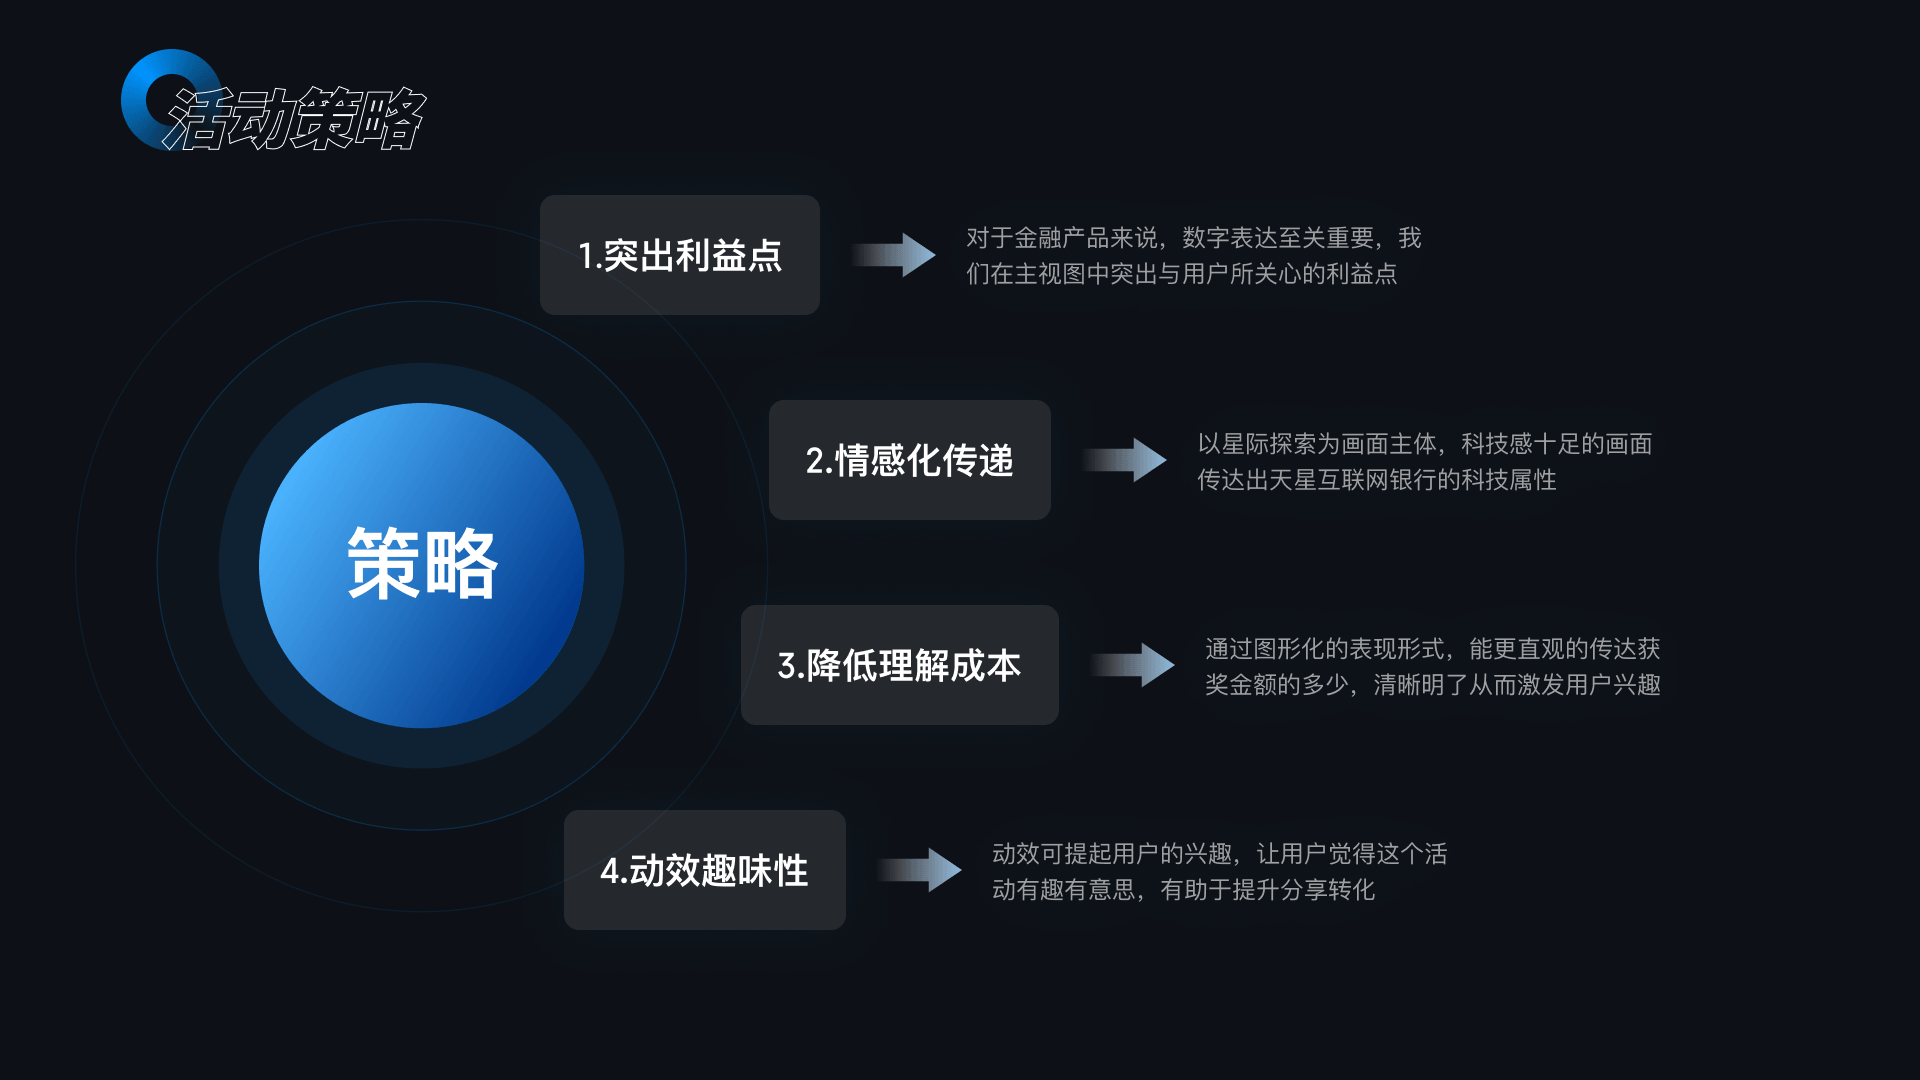 活动策略
策略
1.突出利益点
对于金融产品来说，数字表达至关重要，我
们在主视图中突出与用户所关心的利益点
2.情感化传递
以星际探索为画面主体，科技感十足的画面
传达出天星互联网银行的科技属性
3.降低理解成本
通过图形化的表现形式，能更直观的传达获
奖金额的多少，清晰明了从而激发用户兴趣
4.动效趣味性
动效可提起用户的兴趣，让用户觉得这个活
动有趣有意思，有助于提升分享转化